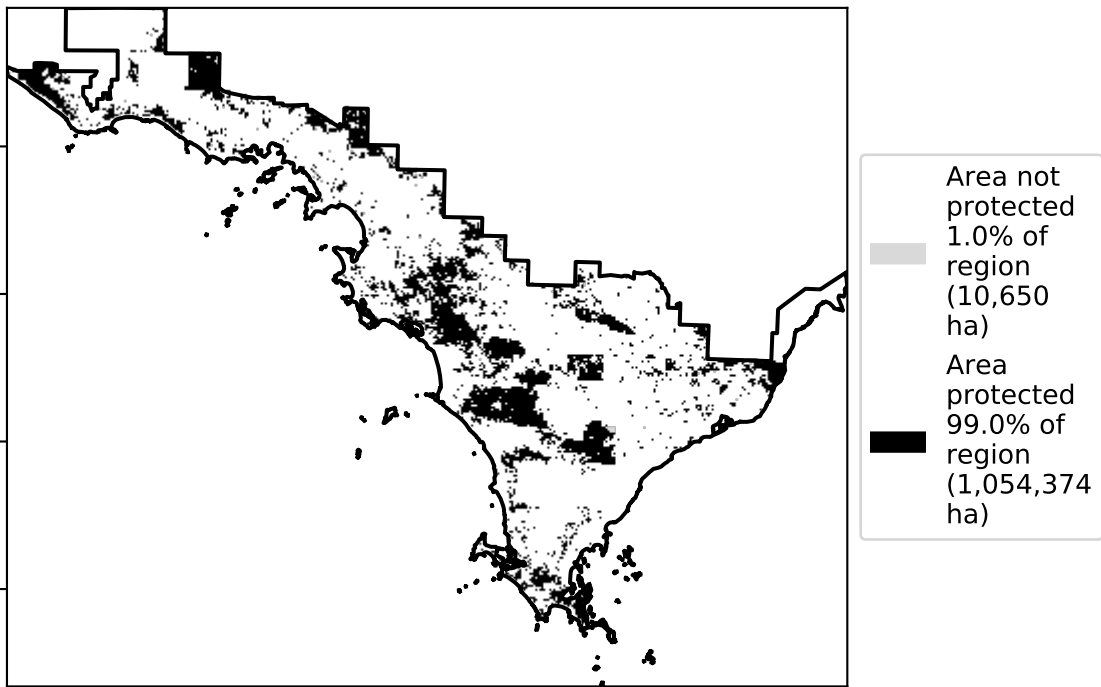 Area not
protected
1.0% of
region
(10,650
ha)
Area
protected
99.0% of
region
(1,054,374
ha)